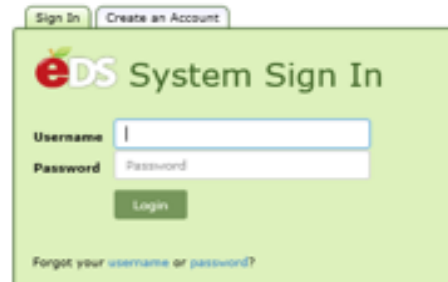 Sign In Create an Account
eDS System Sign In
Username
Password Password
Login
Forgot your username or password?